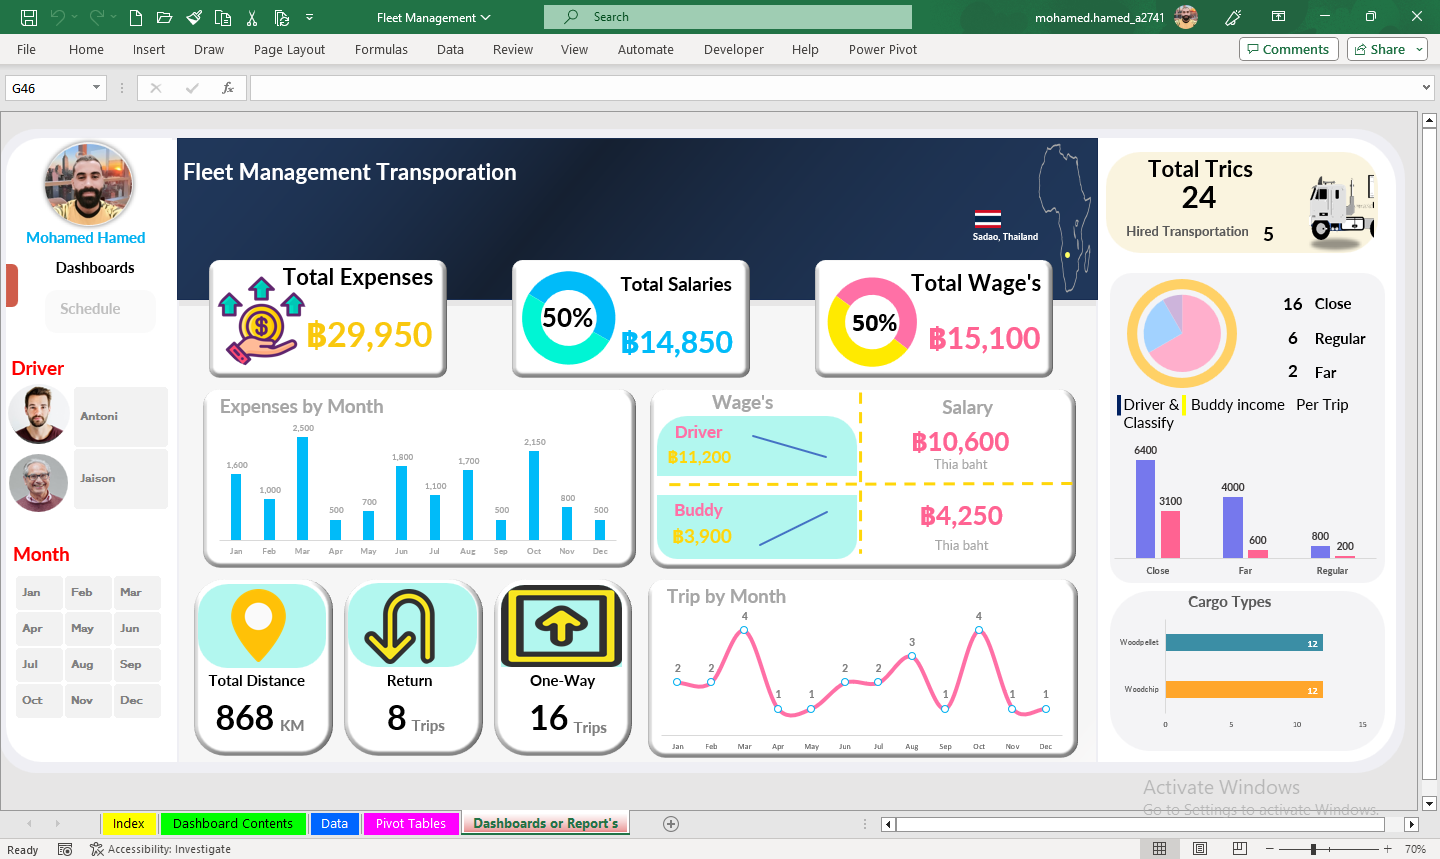 Fleet Management
Search
mohamed.hamed_a2741
File Home Insert Draw Page Layout Formulas Data Review View Automate Developer Help Power Pivot
Comments Share
G46
fx
Mohamed Hamed
Dashboards
Schedule
Driver
Antoni
Jaison
Month
Jan Feb Mar
Apr May Jun
Jul Aug Sep
Oct Nov Dec
Fleet Management Transporation
Sadao, Thailand
Total Expenses
฿29,950
50%
Total Salaries
฿14,850
50%
Total Wage's
฿15,100
Expenses by Month
1,600 1,000 2,500 500 700 1,800 1,100 1,700 500 2,150 800 500
Jan Feb Mar Apr May Jun Jul Aug Sep Oct Nov Dec
Wage's
Driver
฿11,200
Buddy
฿3,900
Salary
฿10,600
Thia baht
฿4,250
Thia baht
Total Distance
868 KM
Return
8 Trips
One-Way
16 Trips
Trip by Month
2 2 4 1 1 2 2 3 1 4 1 1
Jan Feb Mar Apr May Jun Jul Aug Sep Oct Nov Dec
Total Trics
24
Hired Transportation 5
16 Close
6 Regular
2 Far
Driver & Buddy income Per Trip
Classify
6400 3100 4000 600 800 200
Close Far Regular
Cargo Types
Woodpellet 12
Woodchip 12
0 5 10 15
Activate Windows
Go to Settings to activate Windows.
Index Dashboard Contents Data Pivot Tables Dashboards or Report's
Ready Accessibility: Investigate 70%